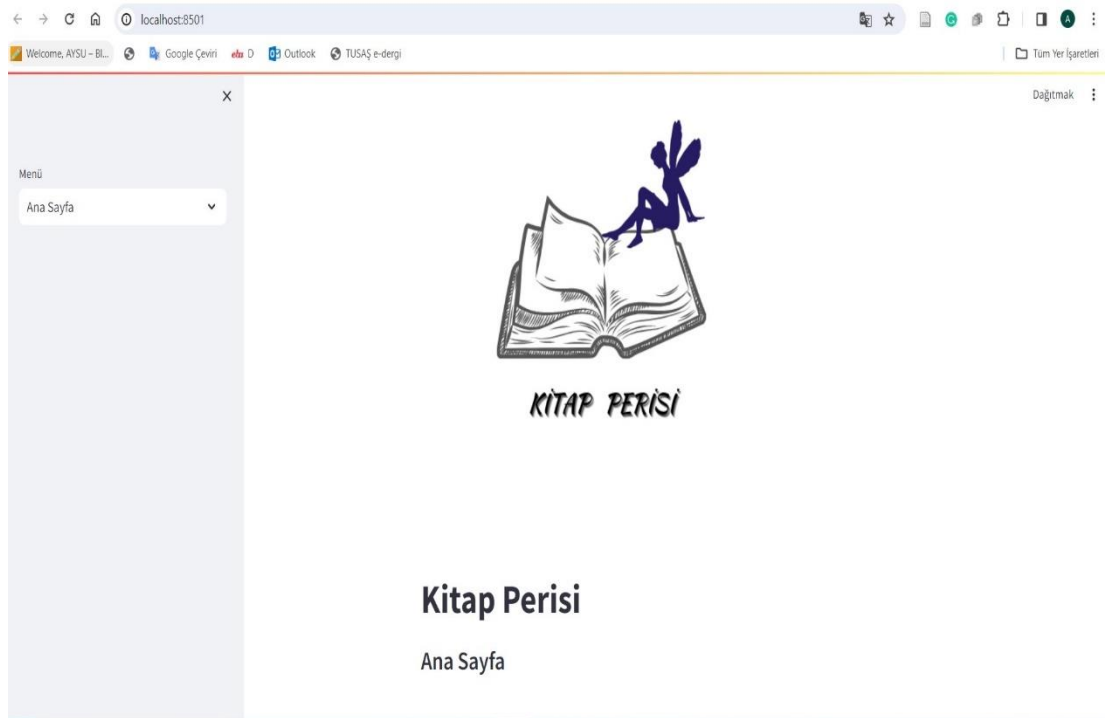 localhost:8501
Welcome, AYSU – Bl... Google Çeviri ebs D Outlook TUSAŞ e-dergi Tüm Yer İşaretleri
Dağıtmak
Menü
Ana Sayfa
KİTAP PERİSİ
Kitap Perisi
Ana Sayfa